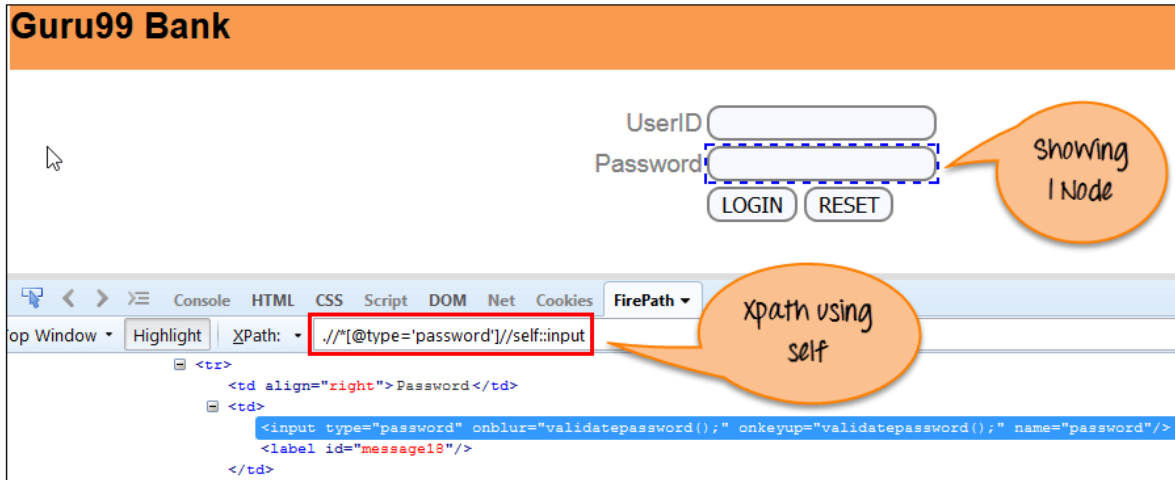 Guru99 Bank
UserID
Password
LOGIN RESET
Showing
1 Node
Console HTML CSS Script DOM Net Cookies FirePath
Top Window Highlight XPath: .//*[@type='password']//self::input
Xpath using
self
<tr>
<td align="right">Password</td>
<td>
<input type="password" onblur="validatepassword();" onkeyup="validatepassword();" name="password"/>
<label id="message18"/>
</td>